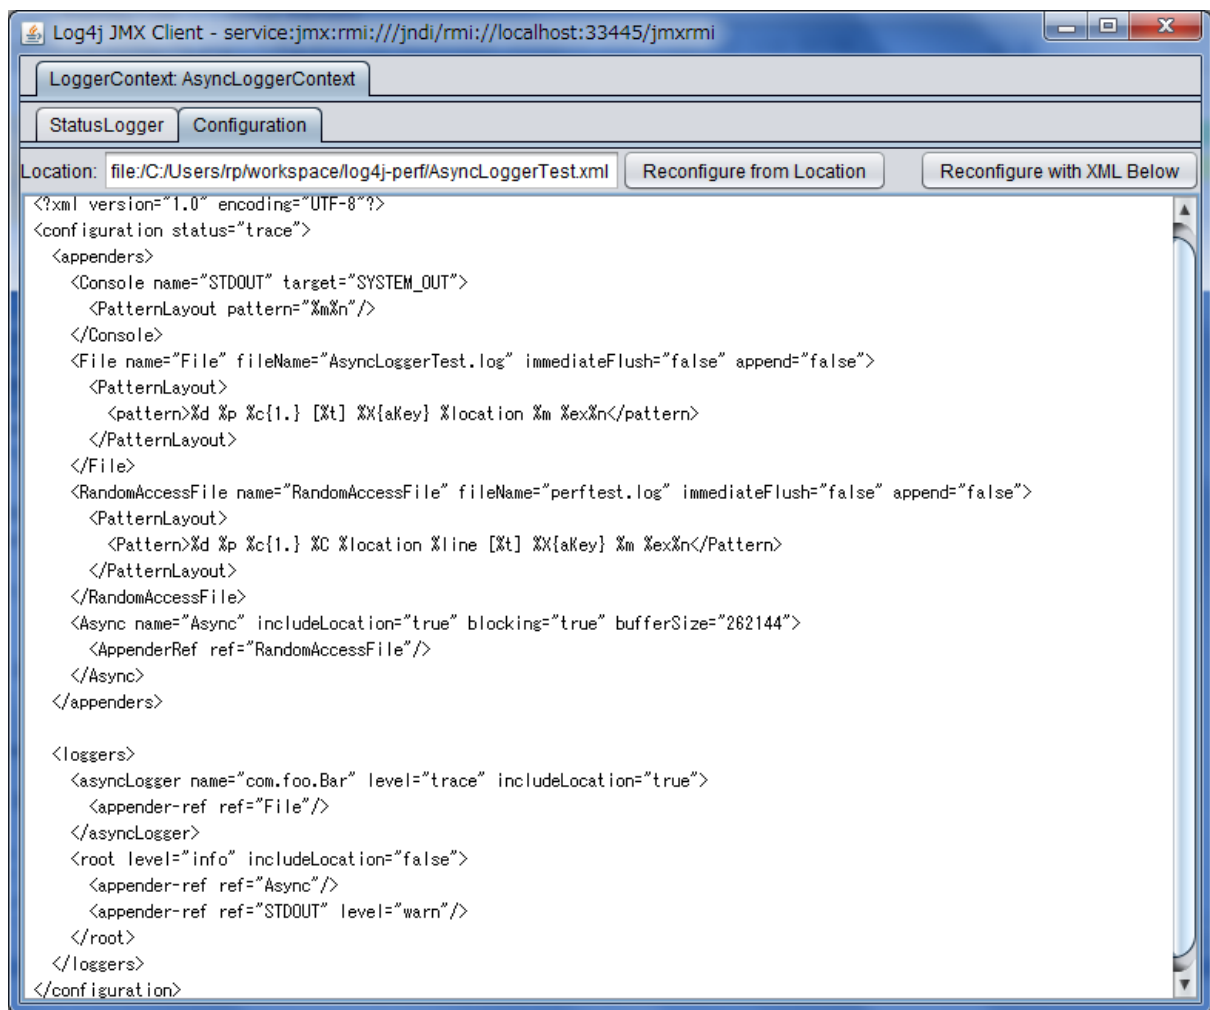 Log4j JMX Client - service:jmx:rmi:///jndi/rmi://localhost:33445/jmxrmi
LoggerContext: AsyncLoggerContext
StatusLogger Configuration
Location: file:/C:/Users/rp/workspace/log4j-perf/AsyncLoggerTest.xml Reconfigure from Location Reconfigure with XML Below
<?xml version="1.0" encoding="UTF-8"?>
<configuration status="trace">
  <appenders>
    <Console name="STDOUT" target="SYSTEM_OUT">
      <PatternLayout pattern="%m%n"/>
    </Console>
    <File name="File" fileName="AsyncLoggerTest.log" immediateFlush="false" append="false">
      <PatternLayout>
        <pattern>%d %p %c{1.} [%t] %X{aKey} %location %m %ex%n</pattern>
      </PatternLayout>
    </File>
    <RandomAccessFile name="RandomAccessFile" fileName="perftest.log" immediateFlush="false" append="false">
      <PatternLayout>
        <Pattern>%d %p %c{1.} %C %location %line [%t] %X{aKey} %m %ex%n</Pattern>
      </PatternLayout>
    </RandomAccessFile>
    <Async name="Async" includeLocation="true" blocking="true" bufferSize="262144">
      <AppenderRef ref="RandomAccessFile"/>
    </Async>
  </appenders>

  <loggers>
    <asyncLogger name="com.foo.Bar" level="trace" includeLocation="true">
      <appender-ref ref="File"/>
    </asyncLogger>
    <root level="info" includeLocation="false">
      <appender-ref ref="Async"/>
      <appender-ref ref="STDOUT" level="warn"/>
    </root>
  </loggers>
</configuration>